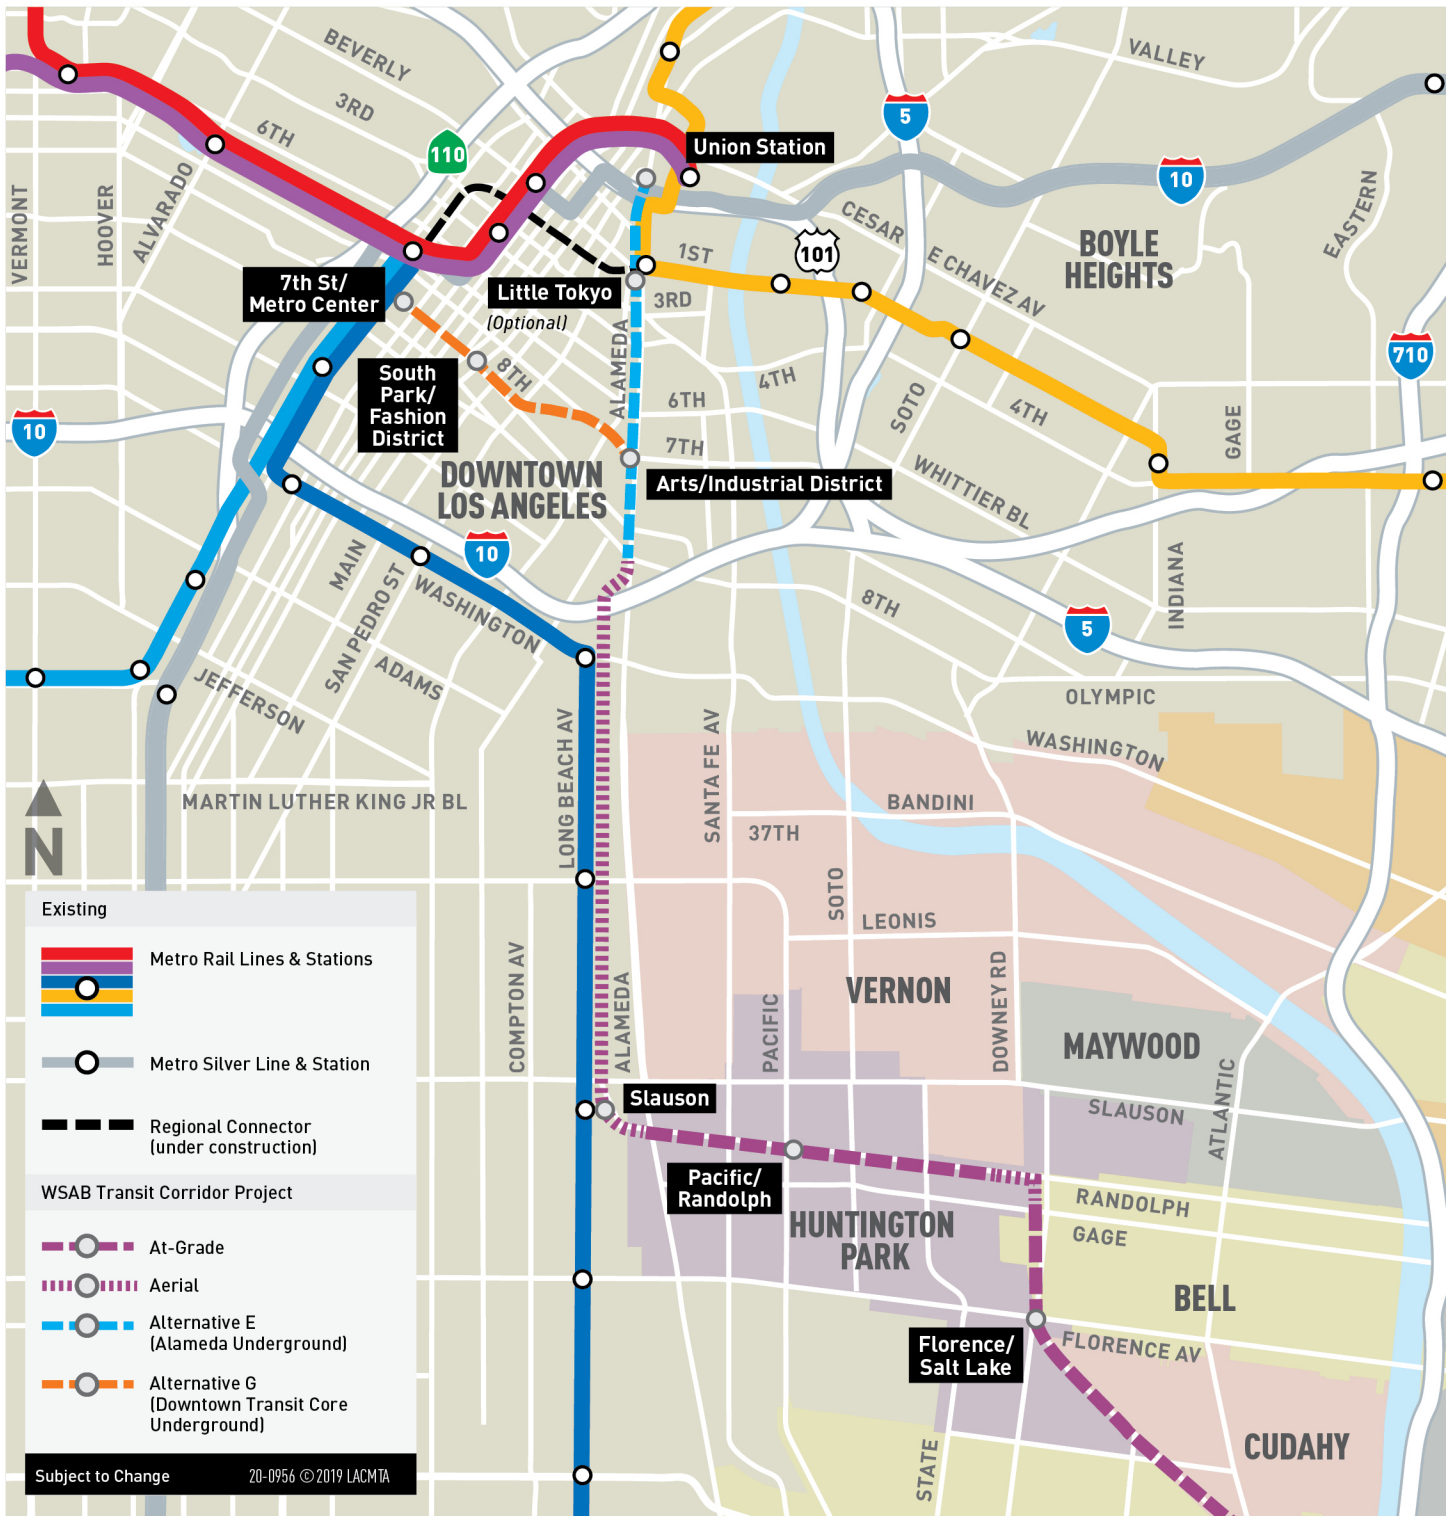 BEVERLY
3RD
6TH
110
VERMONT
HOOVER
ALVARADO
Union Station
5
VALLEY
10
EASTERN
CESAR
E CHAVEZ AV
101
BOYLE
HEIGHTS
1ST
7th St/
Metro Center
Little Tokyo
(Optional)
3RD
710
South
Park/
Fashion
District
8TH
ALAMEDA
4TH
6TH
7TH
SOTO
4TH
GAGE
10
DOWNTOWN
LOS ANGELES
Arts/Industrial District
WHITTIER BL
10
MAIN
SAN PEDRO ST
WASHINGTON
INDIANA
8TH
5
ADAMS
JEFFERSON
OLYMPIC
WASHINGTON
LONG BEACH AV
SANTA FE AV
MARTIN LUTHER KING JR BL
BANDINI
37TH
N
SOTO
LEONIS
VERNON
DOWNEY RD
MAYWOOD
COMPTON AV
ALAMEDA
PACIFIC
Slauson
SLAUSON
ATLANTIC
Pacific/
Randolph
HUNTINGTON
PARK
RANDOLPH
GAGE
BELL
Florence/
Salt Lake
FLORENCE AV
CUDAHY
STATE
Existing
Metro Rail Lines & Stations
Metro Silver Line & Station
Regional Connector
(under construction)
WSAB Transit Corridor Project
At-Grade
Aerial
Alternative E
(Alameda Underground)
Alternative G
(Downtown Transit Core
Underground)
Subject to Change 20-0956 © 2019 LACMTA